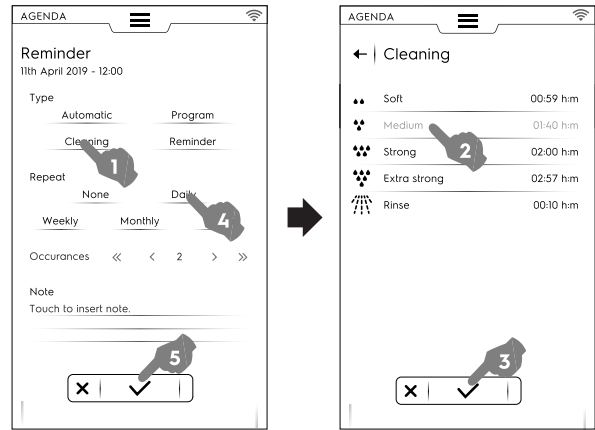 AGENDA
Reminder
11th April 2019 - 12:00
Type
Automatic Program
Cleaning Reminder
1
Repeat
None Daily
4
Weekly Monthly
Occurances << < 2 > >>
Note
Touch to insert note.
5
AGENDA
Cleaning
Soft 00:59 h:m
Medium 01:40 h:m
2
Strong 02:00 h:m
Extra strong 02:57 h:m
Rinse 00:10 h:m
3